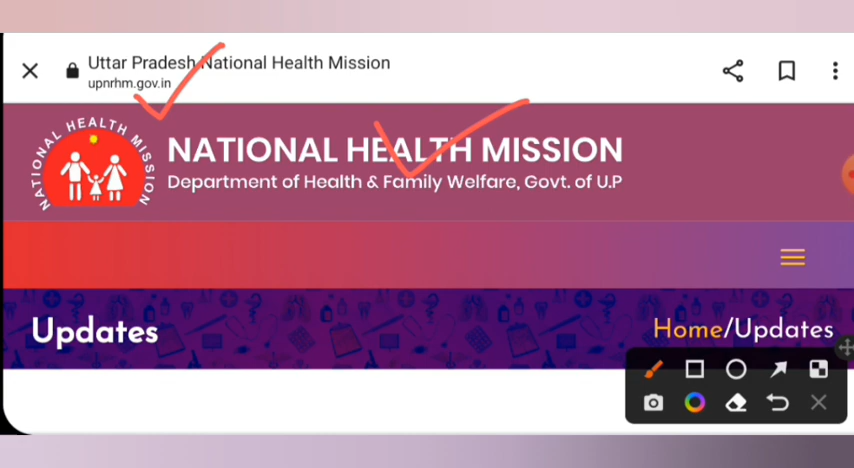 Uttar Pradesh National Health Mission
upnrhm.gov.in
NATIONAL HEALTH MISSION
NATIONAL HEALTH MISSION
Department of Health & Family Welfare, Govt. of U.P
Updates
Home/Updates